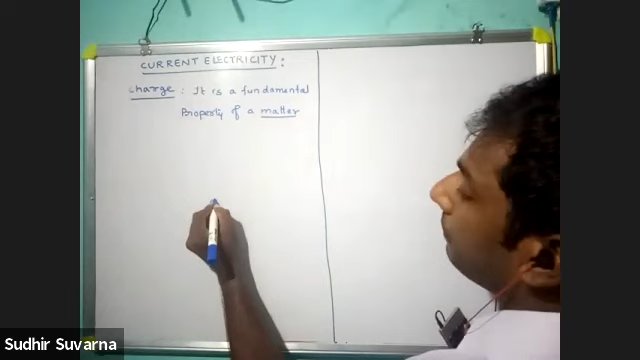 CURRENT ELECTRICITY :
Charge : It is a fundamental
Property of a matter
Sudhir Suvarna